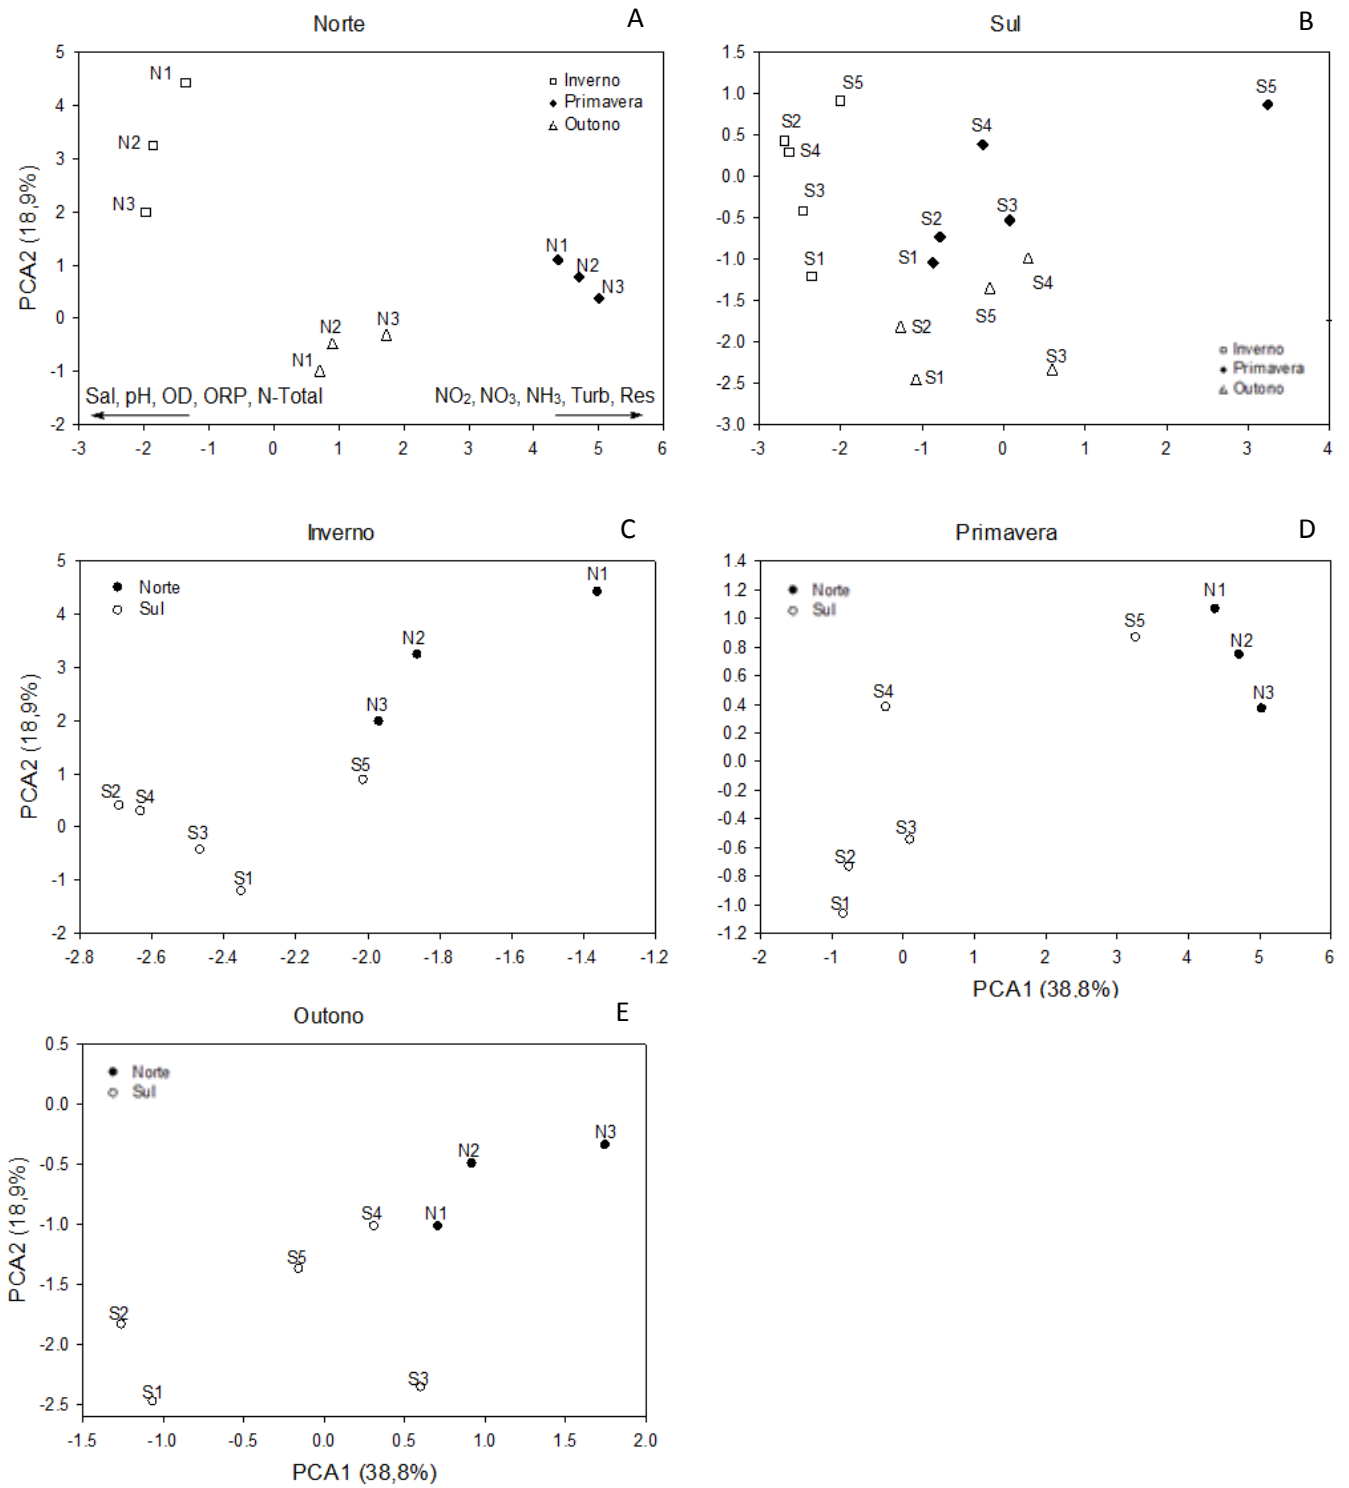 Norte
A
PCA2 (18,9%)
5
4
3
2
1
0
-1
-2
-3 -2 -1 0 1 2 3 4 5 6
N1
N2
N3
□ Inverno
◆ Primavera
△ Outono
N1
N2
N3
N1
N2
N3
Sal, pH, OD, ORP, N-Total
NO₂, NO₃, NH₃, Turb, Res
Sul
B
1.5
1.0
0.5
0.0
-0.5
-1.0
-1.5
-2.0
-2.5
-3.0
-3 -2 -1 0 1 2 3 4
S5
S2
S4
S3
S1
S5
S4
S3
S2
S1
S4
S5
S2
S3
S1
□ Inverno
◆ Primavera
△ Outono
Inverno
C
PCA2 (18,9%)
5
4
3
2
1
0
-1
-2
-2.8 -2.6 -2.4 -2.2 -2.0 -1.8 -1.6 -1.4 -1.2
● Norte
○ Sul
N1
N2
N3
S5
S2
S4
S3
S1
Primavera
D
1.4
1.2
1.0
0.8
0.6
0.4
0.2
0.0
-0.2
-0.4
-0.6
-0.8
-1.0
-1.2
-2 -1 0 1 2 3 4 5 6
PCA1 (38,8%)
● Norte
○ Sul
N1
S5
N2
S4
N3
S3
S2
S1
Outono
E
PCA2 (18,9%)
0.5
0.0
-0.5
-1.0
-1.5
-2.0
-2.5
-1.5 -1.0 -0.5 0.0 0.5 1.0 1.5 2.0
PCA1 (38,8%)
● Norte
○ Sul
N3
N2
S4
N1
S5
S2
S3
S1